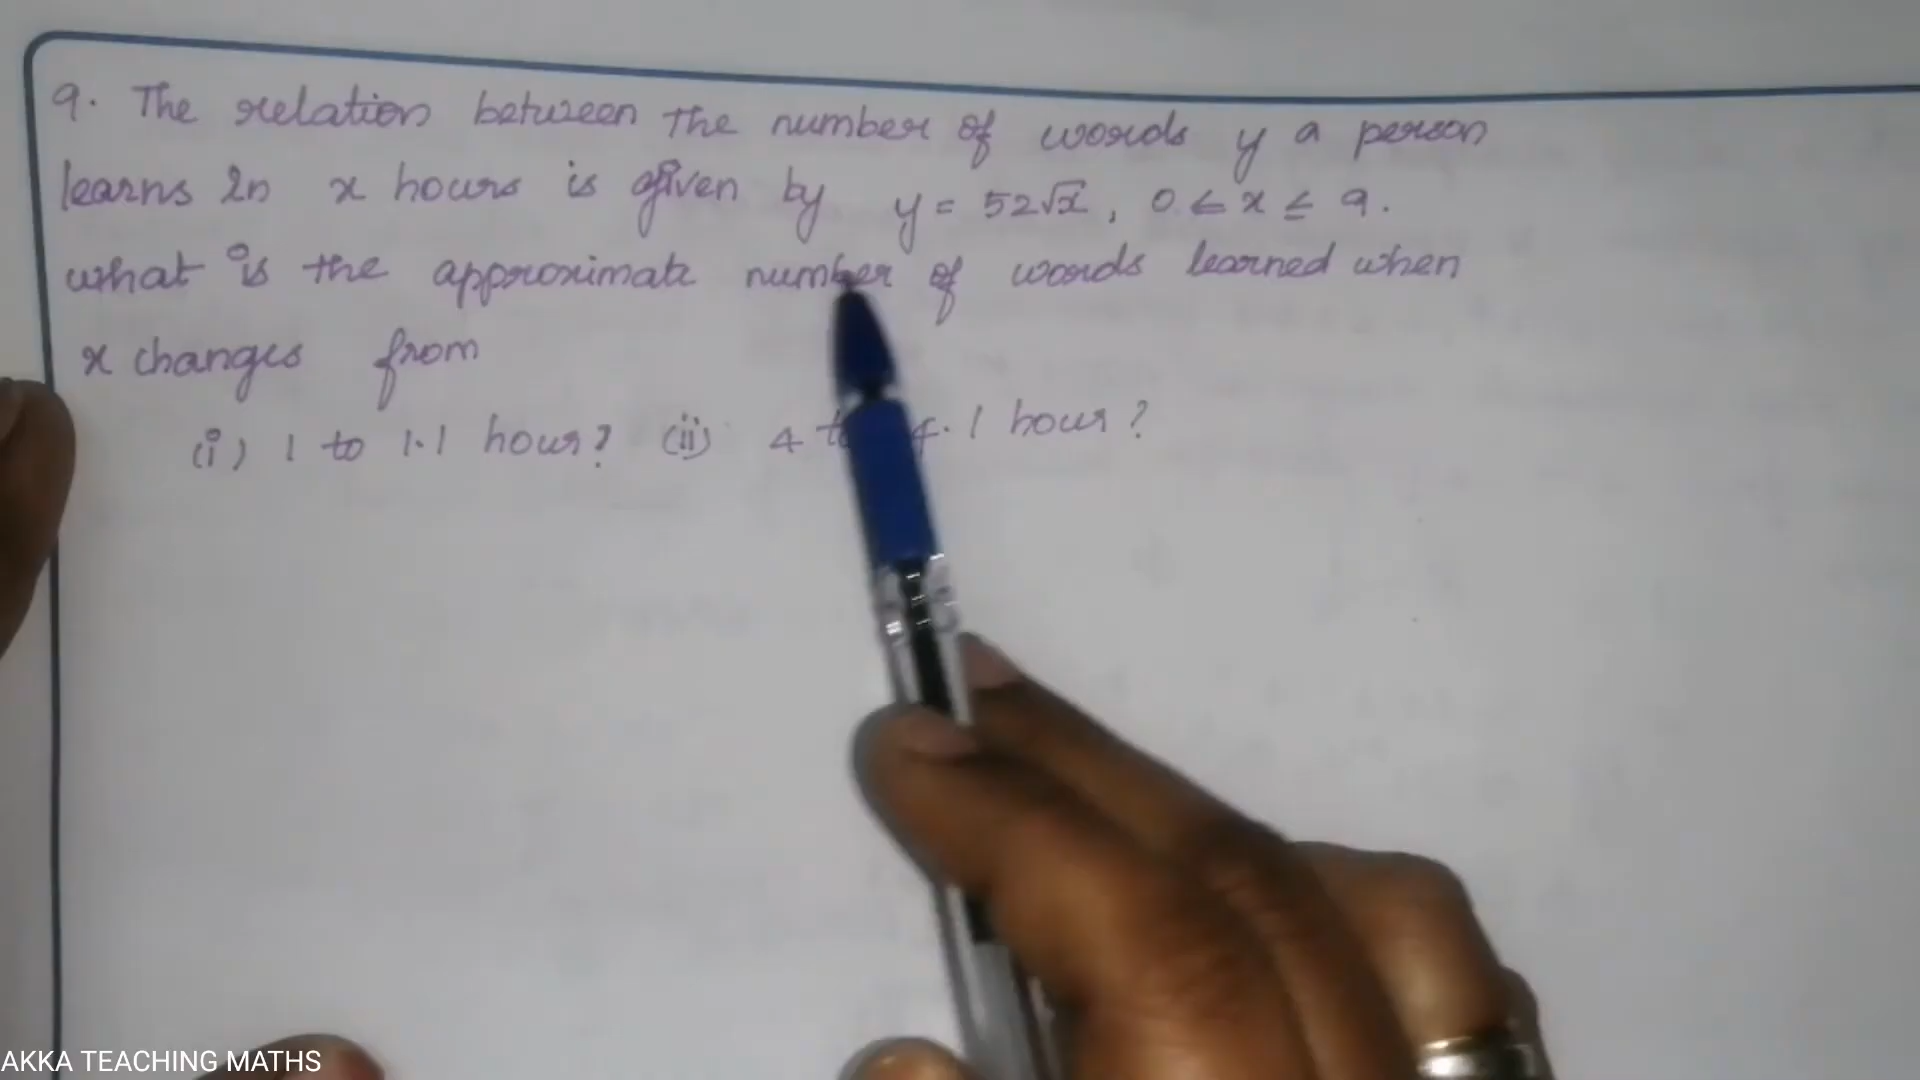 9. The relation between the number of words y a person
learns In x hours is given by y = 52√x, 0 ≤ x ≤ 9.
what is the approximate number of words learned when
x changes from
(i) 1 to 1.1 hour? (ii) 4 to 4.1 hour?
AKKA TEACHING MATHS